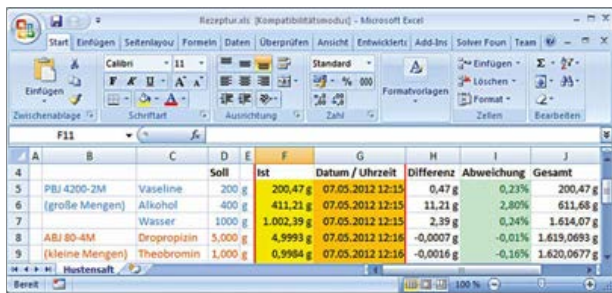 Rezeptur.xls [Kompatibilitätsmodus] - Microsoft Excel
Start Einfügen Seitenlayou Formeln Daten Überprüfen Ansicht Entwicklert Add-Ins Solver Foun Team
Einfügen
Calibri 11
F K U A A
Standard
% 000
Formatvorlagen
Einfügen
Löschen
Format
Zwischenablage Schriftart Ausrichtung Zahl Zellen Bearbeiten
F11 fx
A B C D E F G H I J
4 Soll Ist Datum / Uhrzeit Differenz Abweichung Gesamt
5 PBJ 4200-2M Vaseline 200 g 200,47 g 07.05.2012 12:15 0,47 g 0,23% 200,47 g
6 (große Mengen) Alkohol 400 g 411,21 g 07.05.2012 12:15 11,21 g 2,80% 611,68 g
7 Wasser 1000 g 1.002,39 g 07.05.2012 12:15 2,39 g 0,24% 1.614,07 g
8 ABJ 80-4M Dropropizin 5,000 g 4,9993 g 07.05.2012 12:16 -0,0007 g -0,01% 1.619,0693 g
9 (kleine Mengen) Theobromin 1,000 g 0,9984 g 07.05.2012 12:16 -0,0016 g -0,16% 1.620,0677 g
Hustensaft
Bereit 100 %